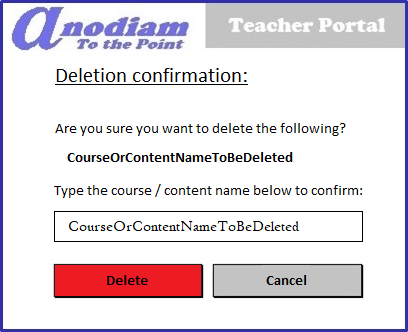 anodiam
To the Point
Teacher Portal
Deletion confirmation:
Are you sure you want to delete the following?
CourseOrContentNameToBeDeleted
Type the course / content name below to confirm:
CourseOrContentNameToBeDeleted
Delete
Cancel